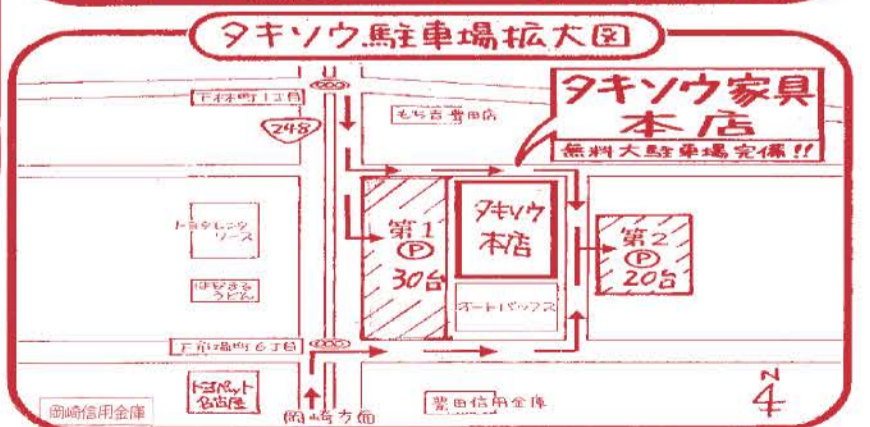 タキソウ駐車場拡大図
タキソウ家具
本店
無料大駐車場完備!!
下林町1丁目
248
もち吉豊田店
トヨタレンタ
リース
はなまる
うどん
第1
P
30台
タキソウ
本店
オートバックス
第2
P
20台
下市場町6丁目
トヨペット
名古屋
岡崎信用金庫
岡崎方面
豊田信用金庫
N